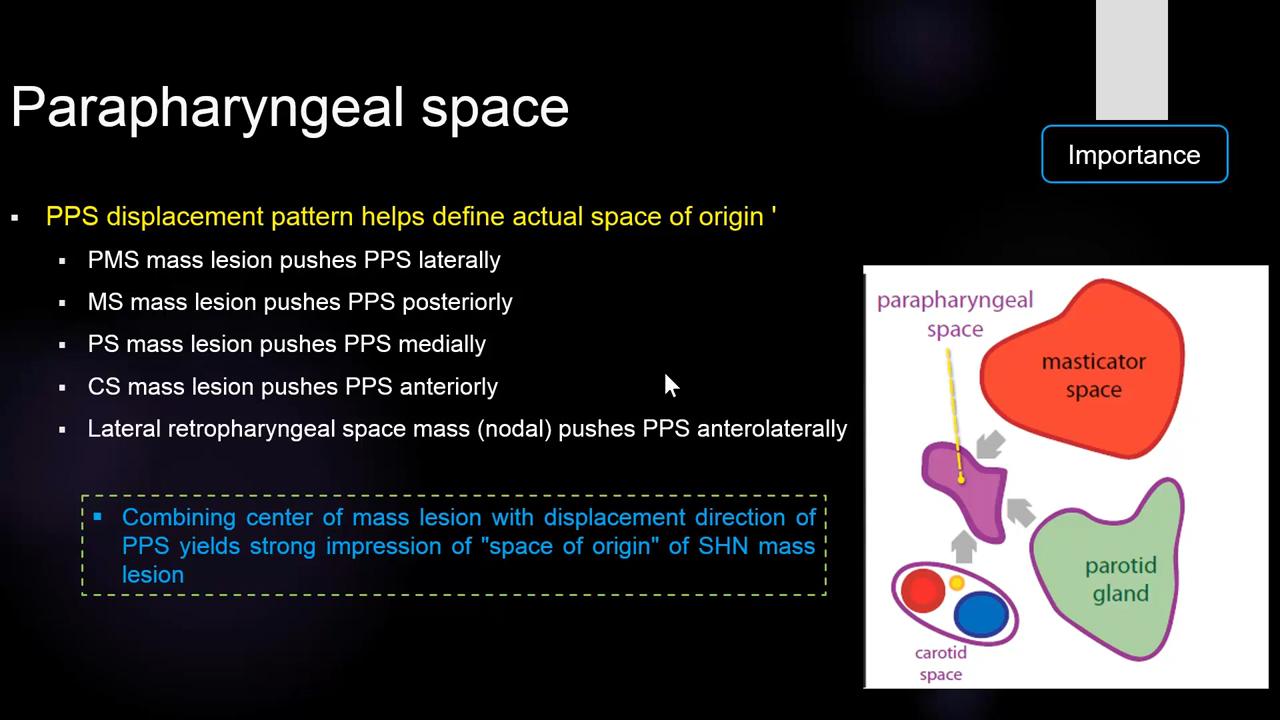 Parapharyngeal space
Importance
▪ PPS displacement pattern helps define actual space of origin '
▪ PMS mass lesion pushes PPS laterally
▪ MS mass lesion pushes PPS posteriorly
▪ PS mass lesion pushes PPS medially
▪ CS mass lesion pushes PPS anteriorly
▪ Lateral retropharyngeal space mass (nodal) pushes PPS anterolaterally
▪ Combining center of mass lesion with displacement direction of
PPS yields strong impression of "space of origin" of SHN mass
lesion
parapharyngeal
space
masticator
space
parotid
gland
carotid
space